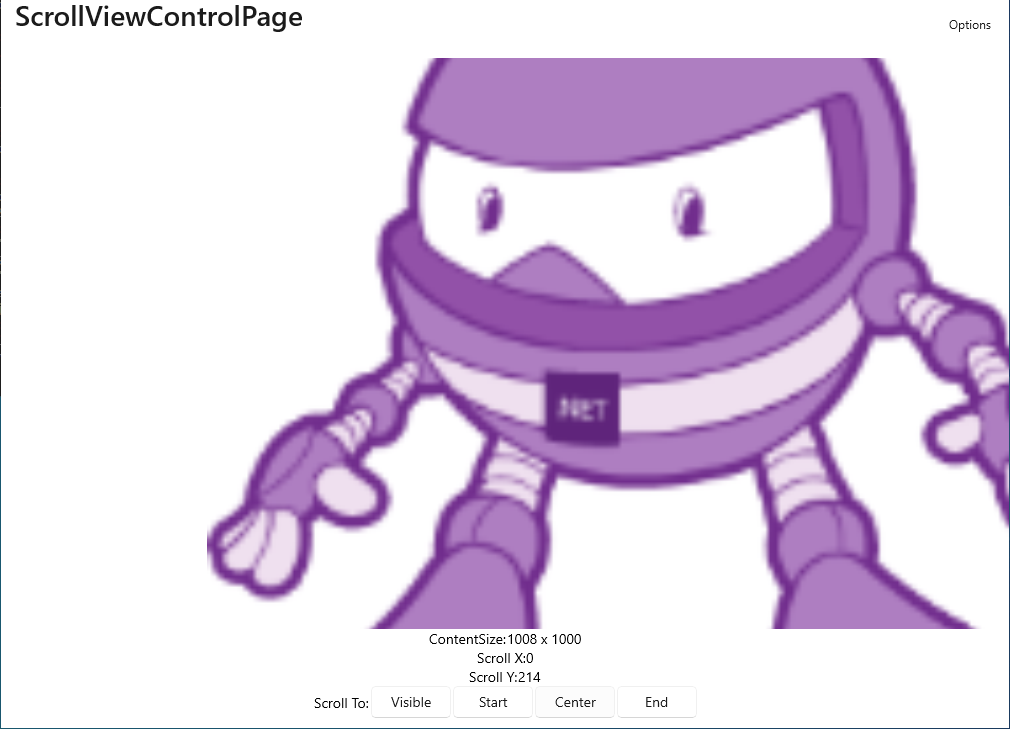 ScrollViewControlPage
Options
.NET
ContentSize:1008 x 1000
Scroll X:0
Scroll Y:214
Scroll To: Visible Start Center End